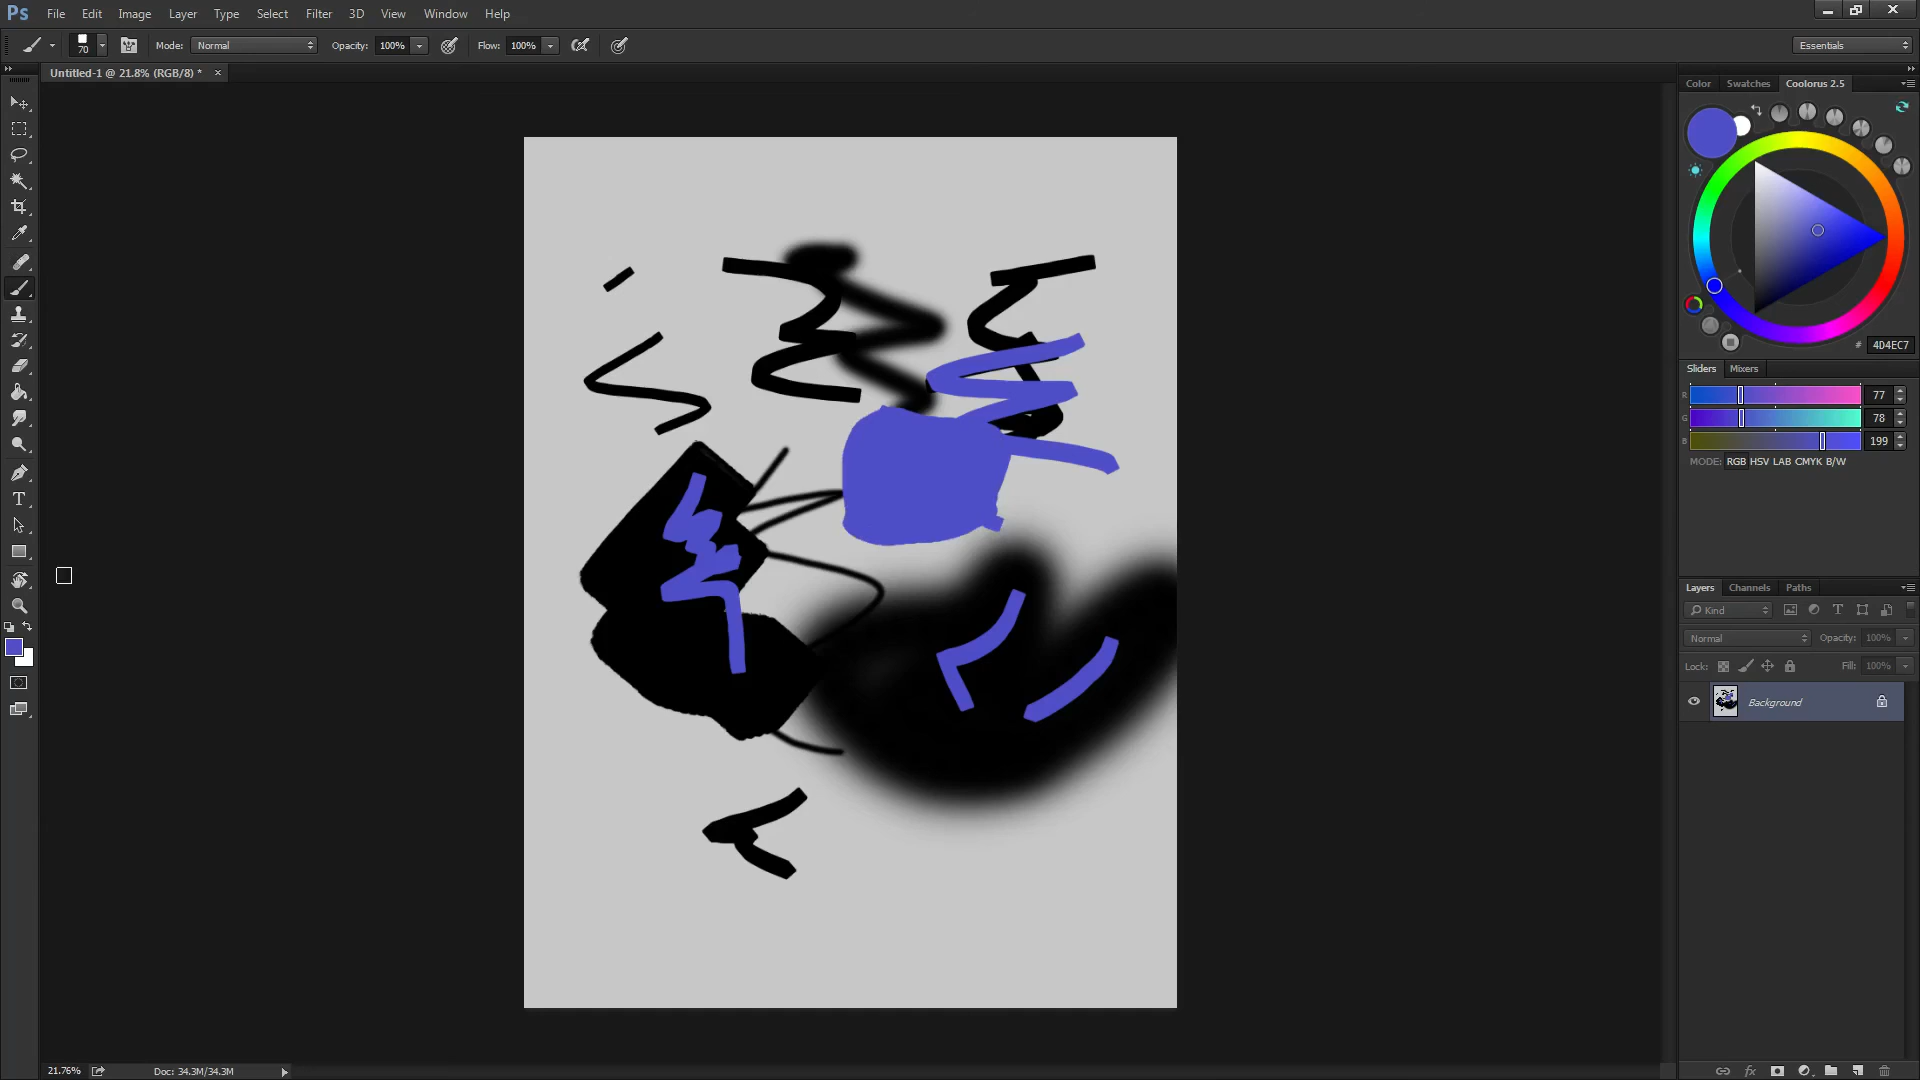 Ps File Edit Image Layer Type Select Filter 3D View Window Help
70 Mode: Normal Opacity: 100% Flow: 100% Essentials
Untitled-1 @ 21.8% (RGB/8) * ×
Color Swatches Coolorus 2.5
# 4D4EC7
Sliders Mixers
R 77
G 78
B 199
MODE: RGB HSV LAB CMYK B/W
T
Layers Channels Paths
Kind T
Normal Opacity: 100%
Lock: Fill: 100%
Background
21.76% Doc: 34.3M/34.3M fx